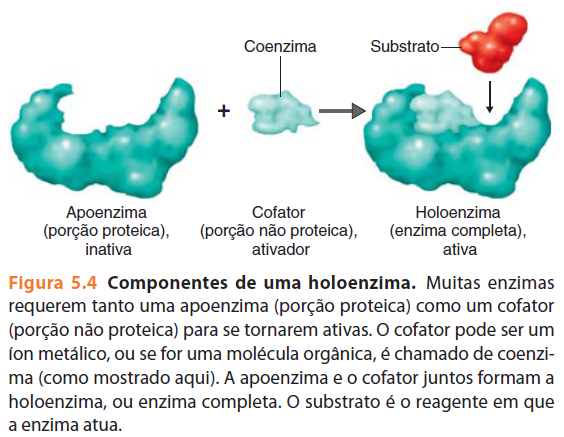 Coenzima
Substrato
+
Apoenzima
(porção proteica),
inativa
Cofator
(porção não proteica),
ativador
Holoenzima
(enzima completa),
ativa
Figura 5.4 Componentes de uma holoenzima. Muitas enzimas
requerem tanto uma apoenzima (porção proteica) como um cofator
(porção não proteica) para se tornarem ativas. O cofator pode ser um
íon metálico, ou se for uma molécula orgânica, é chamado de coenzi-
ma (como mostrado aqui). A apoenzima e o cofator juntos formam a
holoenzima, ou enzima completa. O substrato é o reagente em que
a enzima atua.